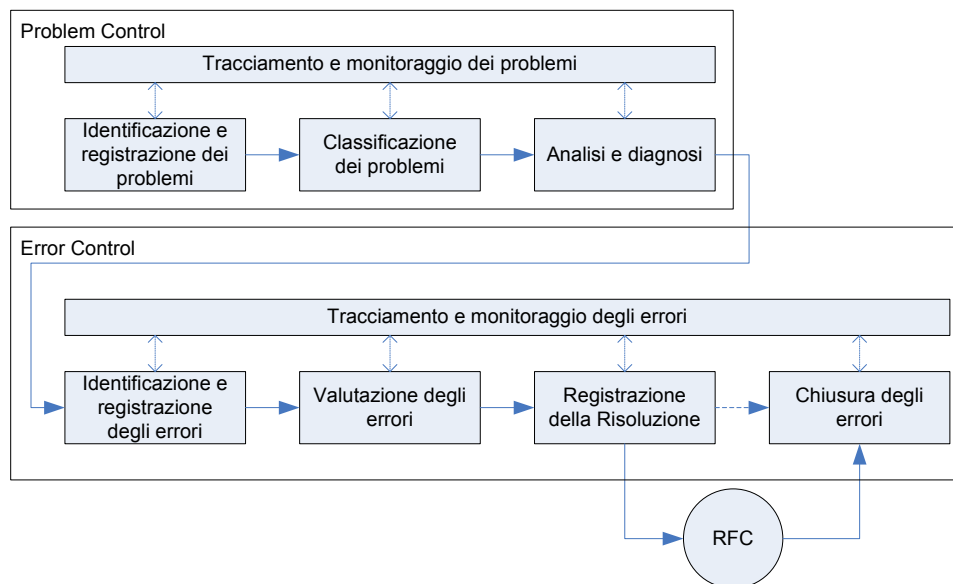 Problem Control
Tracciamento e monitoraggio dei problemi
Identificazione e
registrazione dei
problemi
Classificazione
dei problemi
Analisi e diagnosi
Error Control
Tracciamento e monitoraggio degli errori
Identificazione e
registrazione
degli errori
Valutazione degli
errori
Registrazione
della Risoluzione
Chiusura degli
errori
RFC